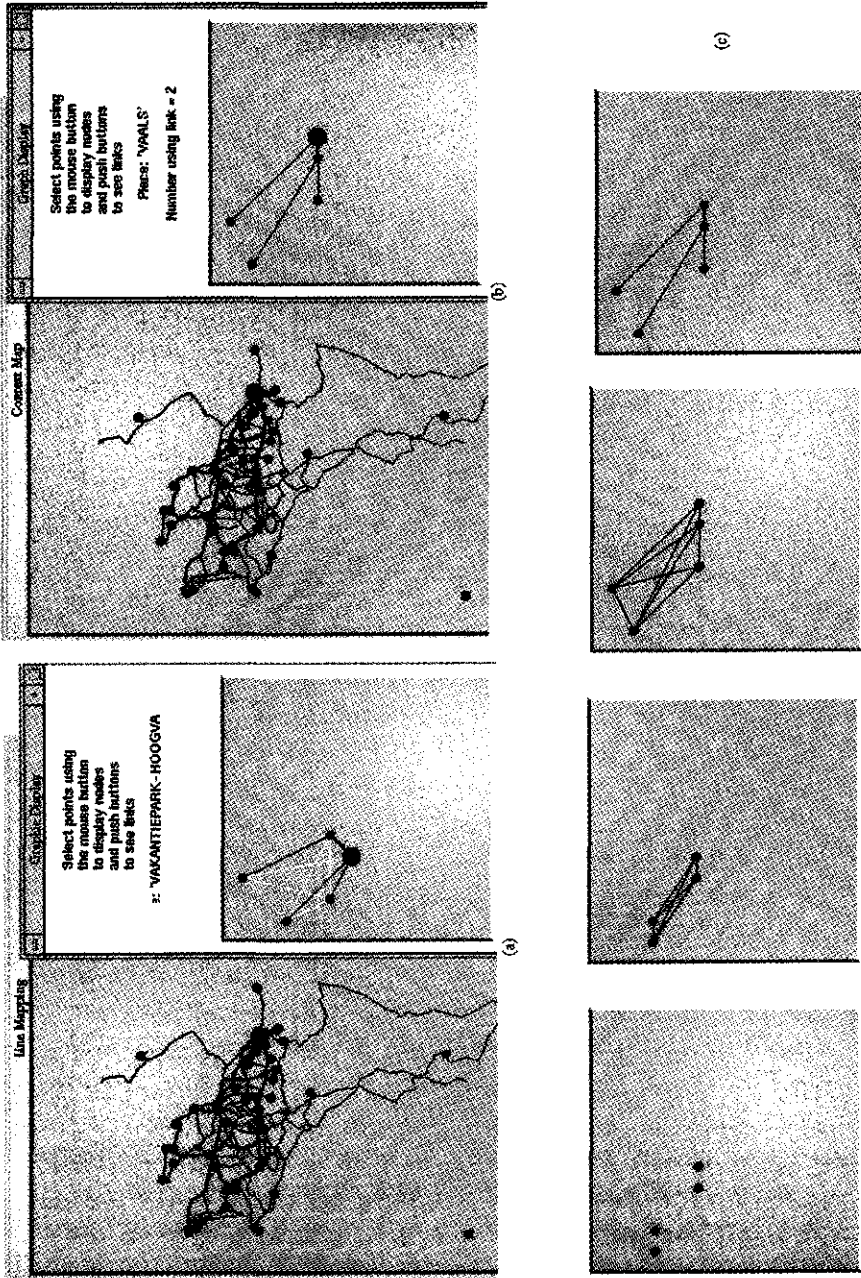 Line Mapping
Graphic Display
Select points using
the mouse button
to display nodes
and push buttons
to see links
e: 'VAKANTIEPARK-HOOGVA
(a)
Context Map
Graph Display
Select points using
the mouse button
to display nodes
and push buttons
to see links
Place: 'VAALS'
Number using link = 2
(b)
(c)